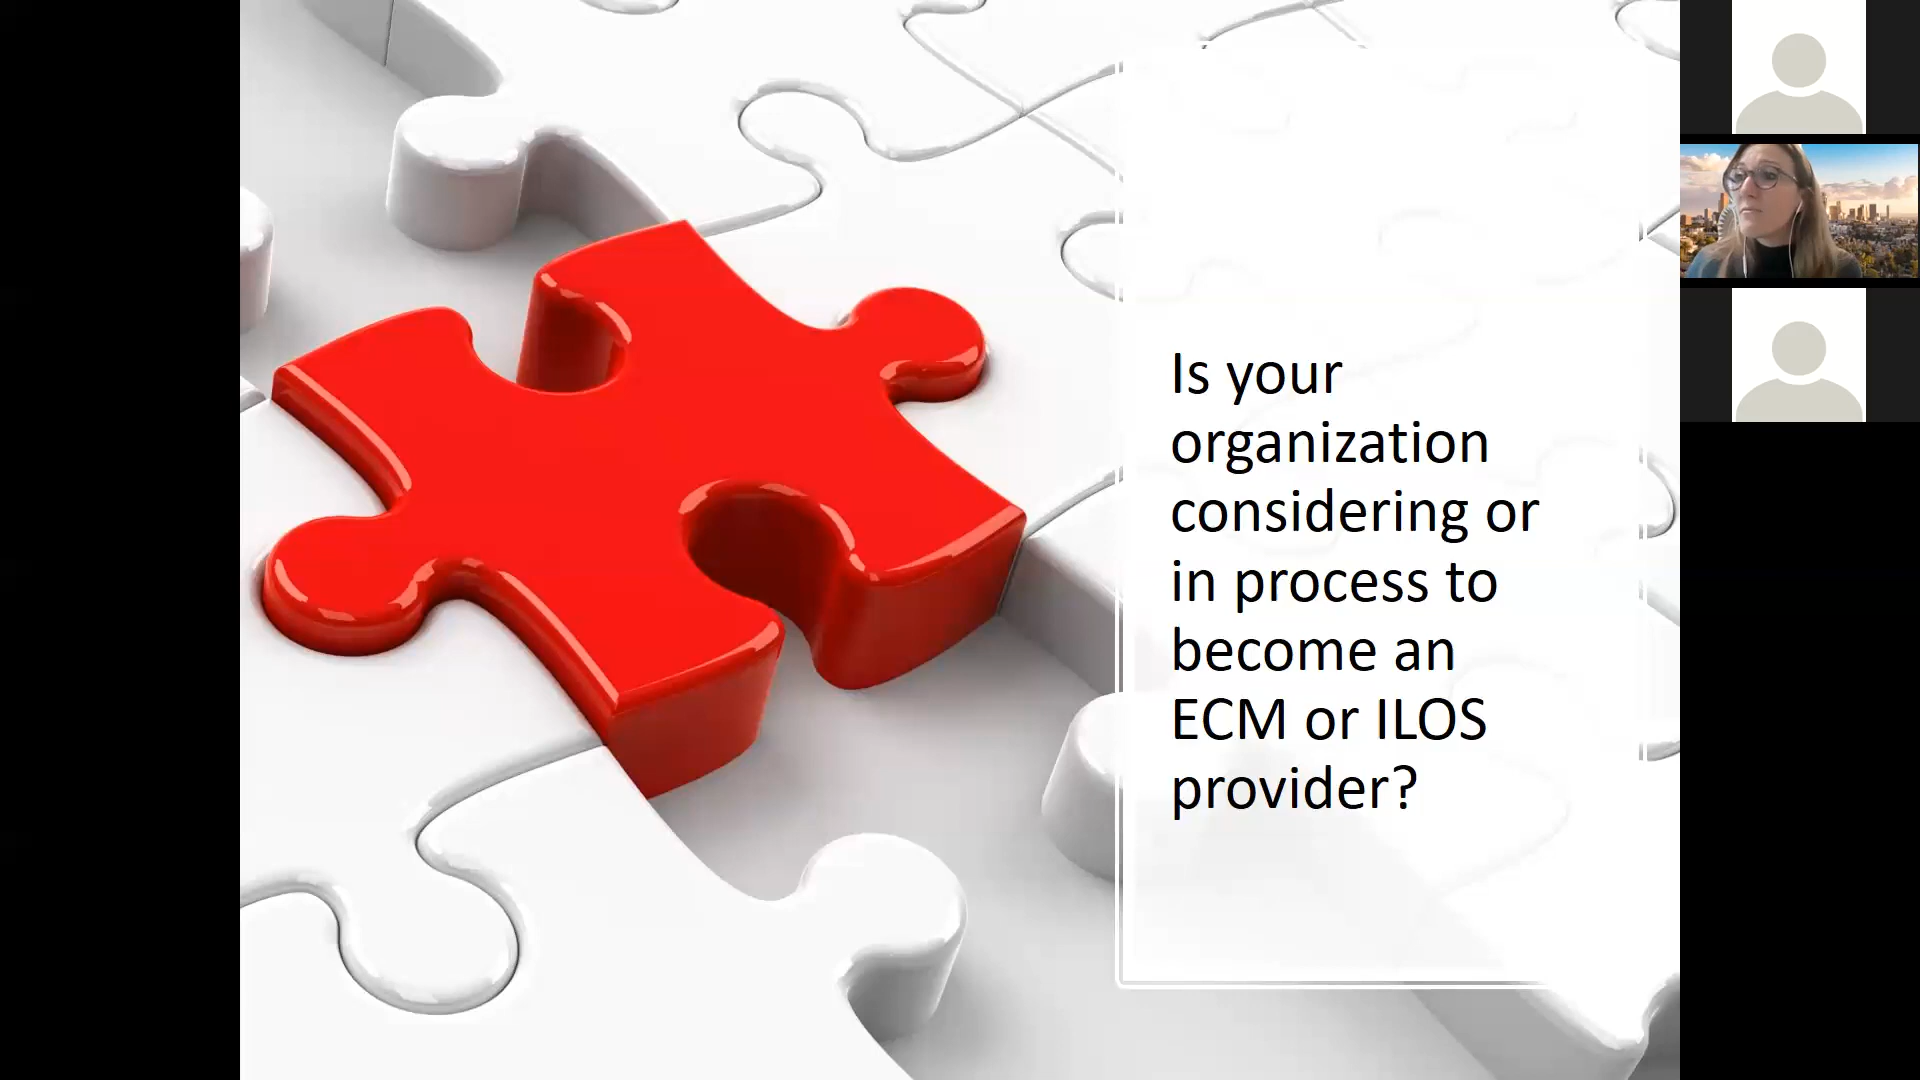 Is your
organization
considering or
in process to
become an
ECM or ILOS
provider?